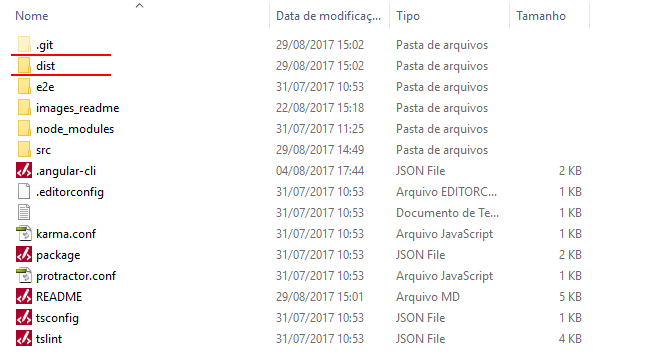 Nome Data de modificaç... Tipo Tamanho
.git 29/08/2017 15:02 Pasta de arquivos
dist 29/08/2017 15:02 Pasta de arquivos
e2e 31/07/2017 10:53 Pasta de arquivos
images_readme 22/08/2017 15:18 Pasta de arquivos
node_modules 31/07/2017 11:25 Pasta de arquivos
src 29/08/2017 14:49 Pasta de arquivos
.angular-cli 04/08/2017 17:44 JSON File 2 KB
.editorconfig 31/07/2017 10:53 Arquivo EDITORC... 1 KB
31/07/2017 10:53 Documento de Te... 1 KB
karma.conf 31/07/2017 10:53 Arquivo JavaScript 1 KB
package 31/07/2017 10:53 JSON File 2 KB
protractor.conf 31/07/2017 10:53 Arquivo JavaScript 1 KB
README 29/08/2017 15:01 Arquivo MD 5 KB
tsconfig 31/07/2017 10:53 JSON File 1 KB
tslint 31/07/2017 10:53 JSON File 4 KB